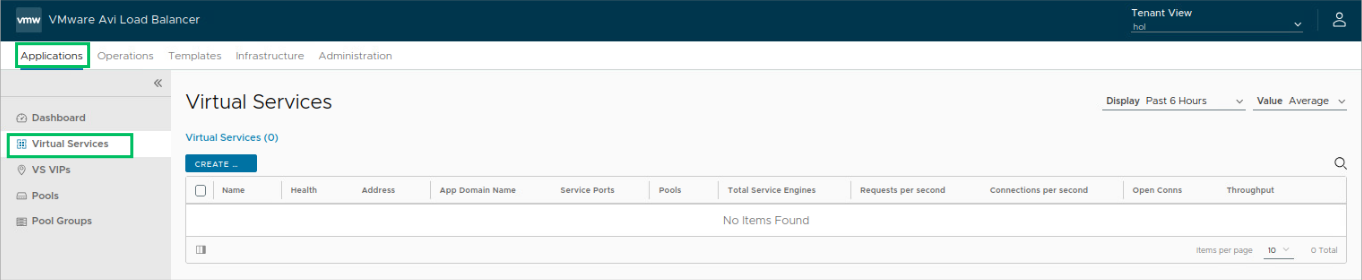 vmw VMware Avi Load Balancer
Tenant View
hol
Applications Operations Templates Infrastructure Administration
«
Dashboard
Virtual Services
VS VIPs
Pools
Pool Groups
Virtual Services
Display Past 6 Hours Value Average
Virtual Services (0)
CREATE ...
Name Health Address App Domain Name Service Ports Pools Total Service Engines Requests per second Connections per second Open Conns Throughput
No Items Found
Items per page 10 0 Total